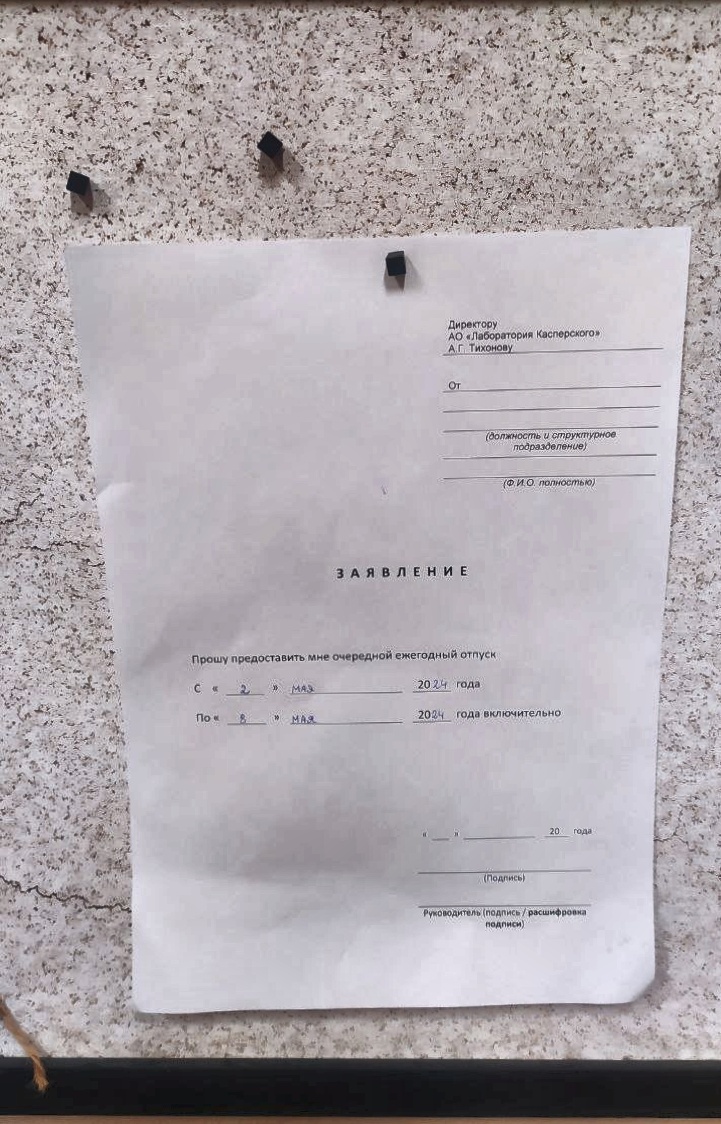 Директору
АО «Лаборатория Касперского»
А.Г. Тихонову
От
(должность и структурное
подразделение)
(Ф.И.О. полностью)
ЗАЯВЛЕНИЕ
Прошу предоставить мне очередной ежегодный отпуск
С « 2 » мая 2024 года
По « 8 » мая 2024 года включительно
« __ » ________ 20__ года
(Подпись)
Руководитель (подпись / расшифровка
подписи)